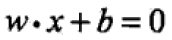 w • x + b = 0